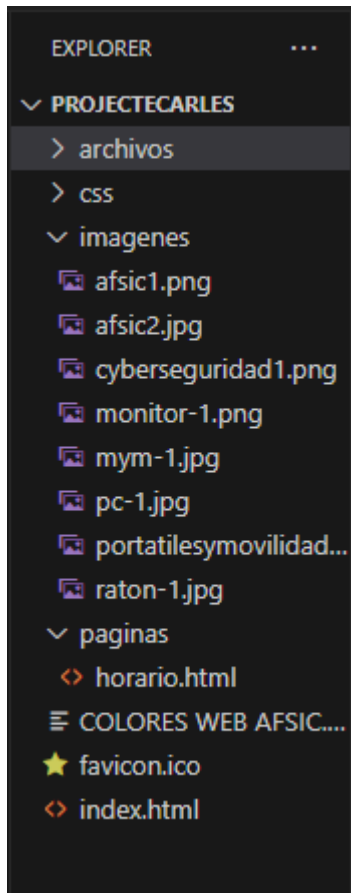 EXPLORER ...
PROJECTECARLES
archivos
css
imagenes
afsic1.png
afsic2.jpg
cyberseguridad1.png
monitor-1.png
mym-1.jpg
pc-1.jpg
portatilesymovilidad...
raton-1.jpg
paginas
horario.html
COLORES WEB AFSIC....
favicon.ico
index.html